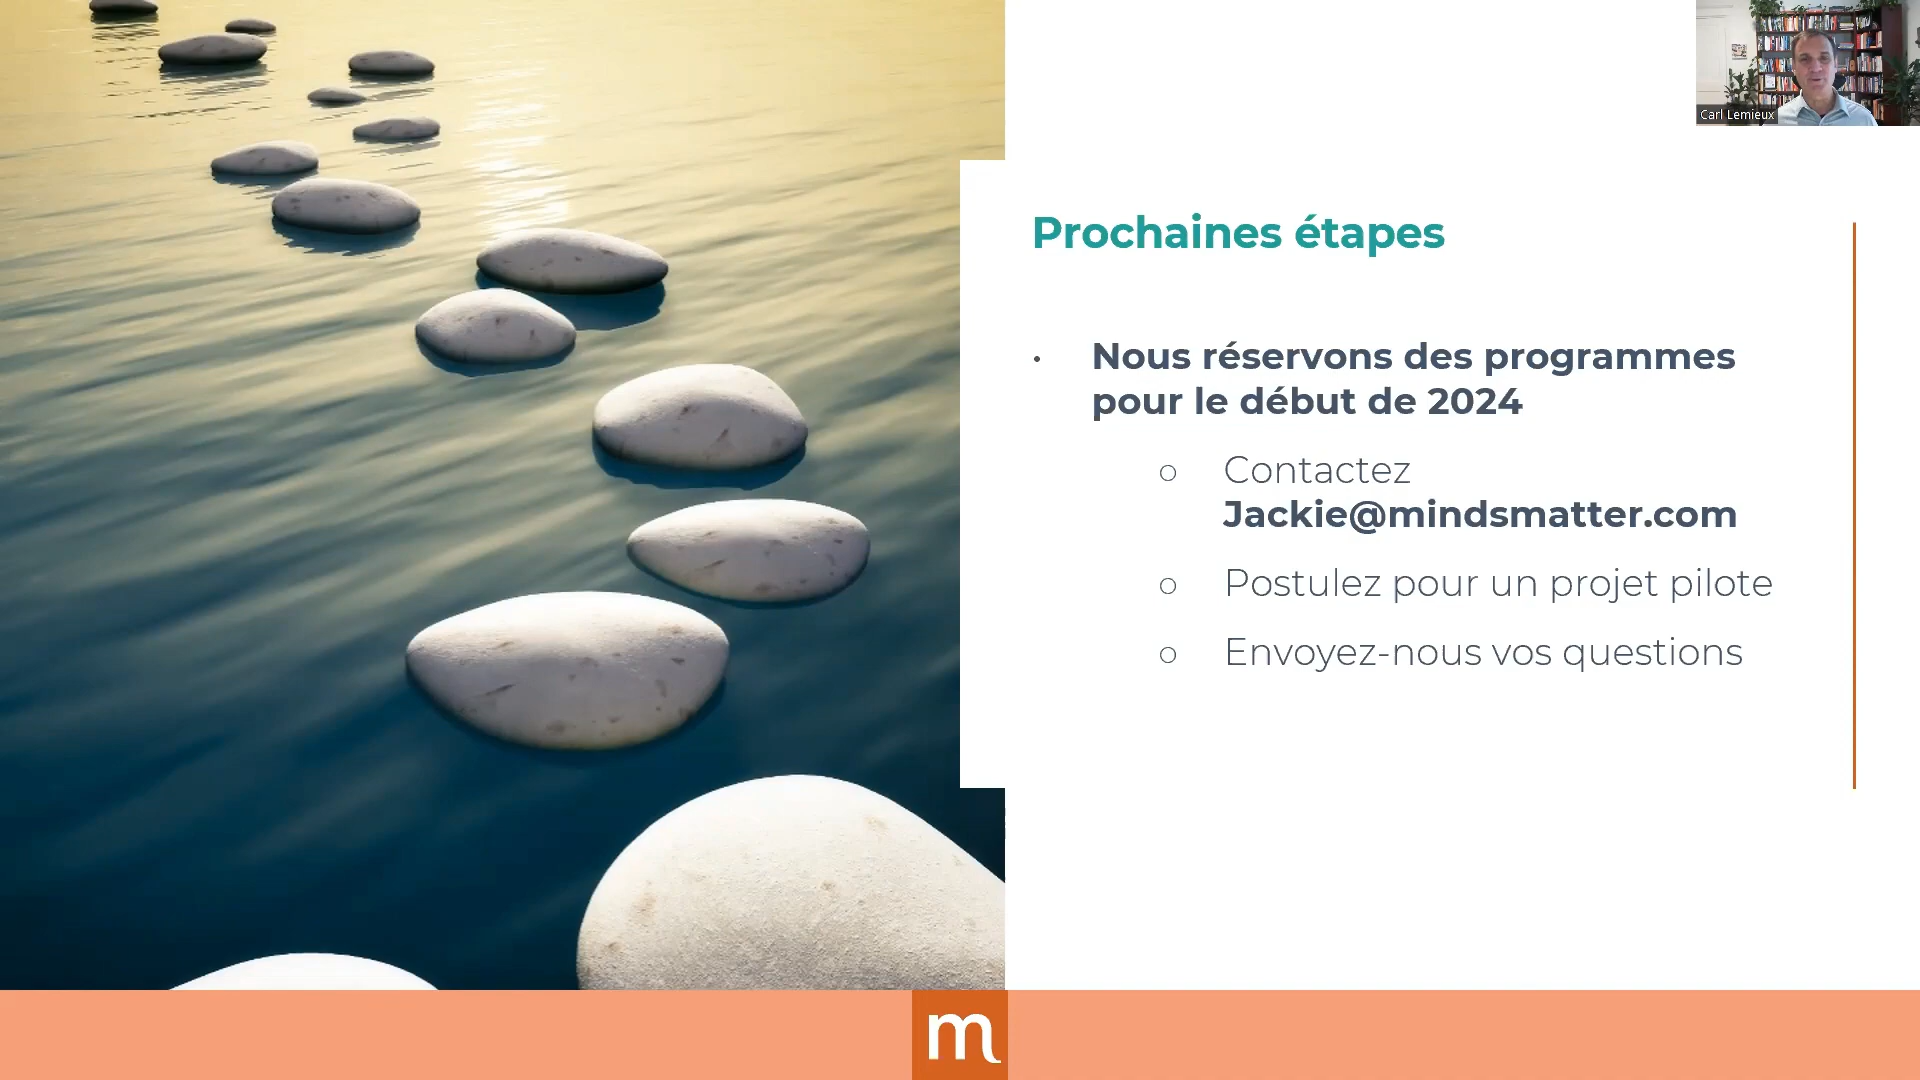 Carl Lemieux
Prochaines étapes
• Nous réservons des programmes
pour le début de 2024
○ Contactez
Jackie@mindsmatter.com
○ Postulez pour un projet pilote
○ Envoyez-nous vos questions
m